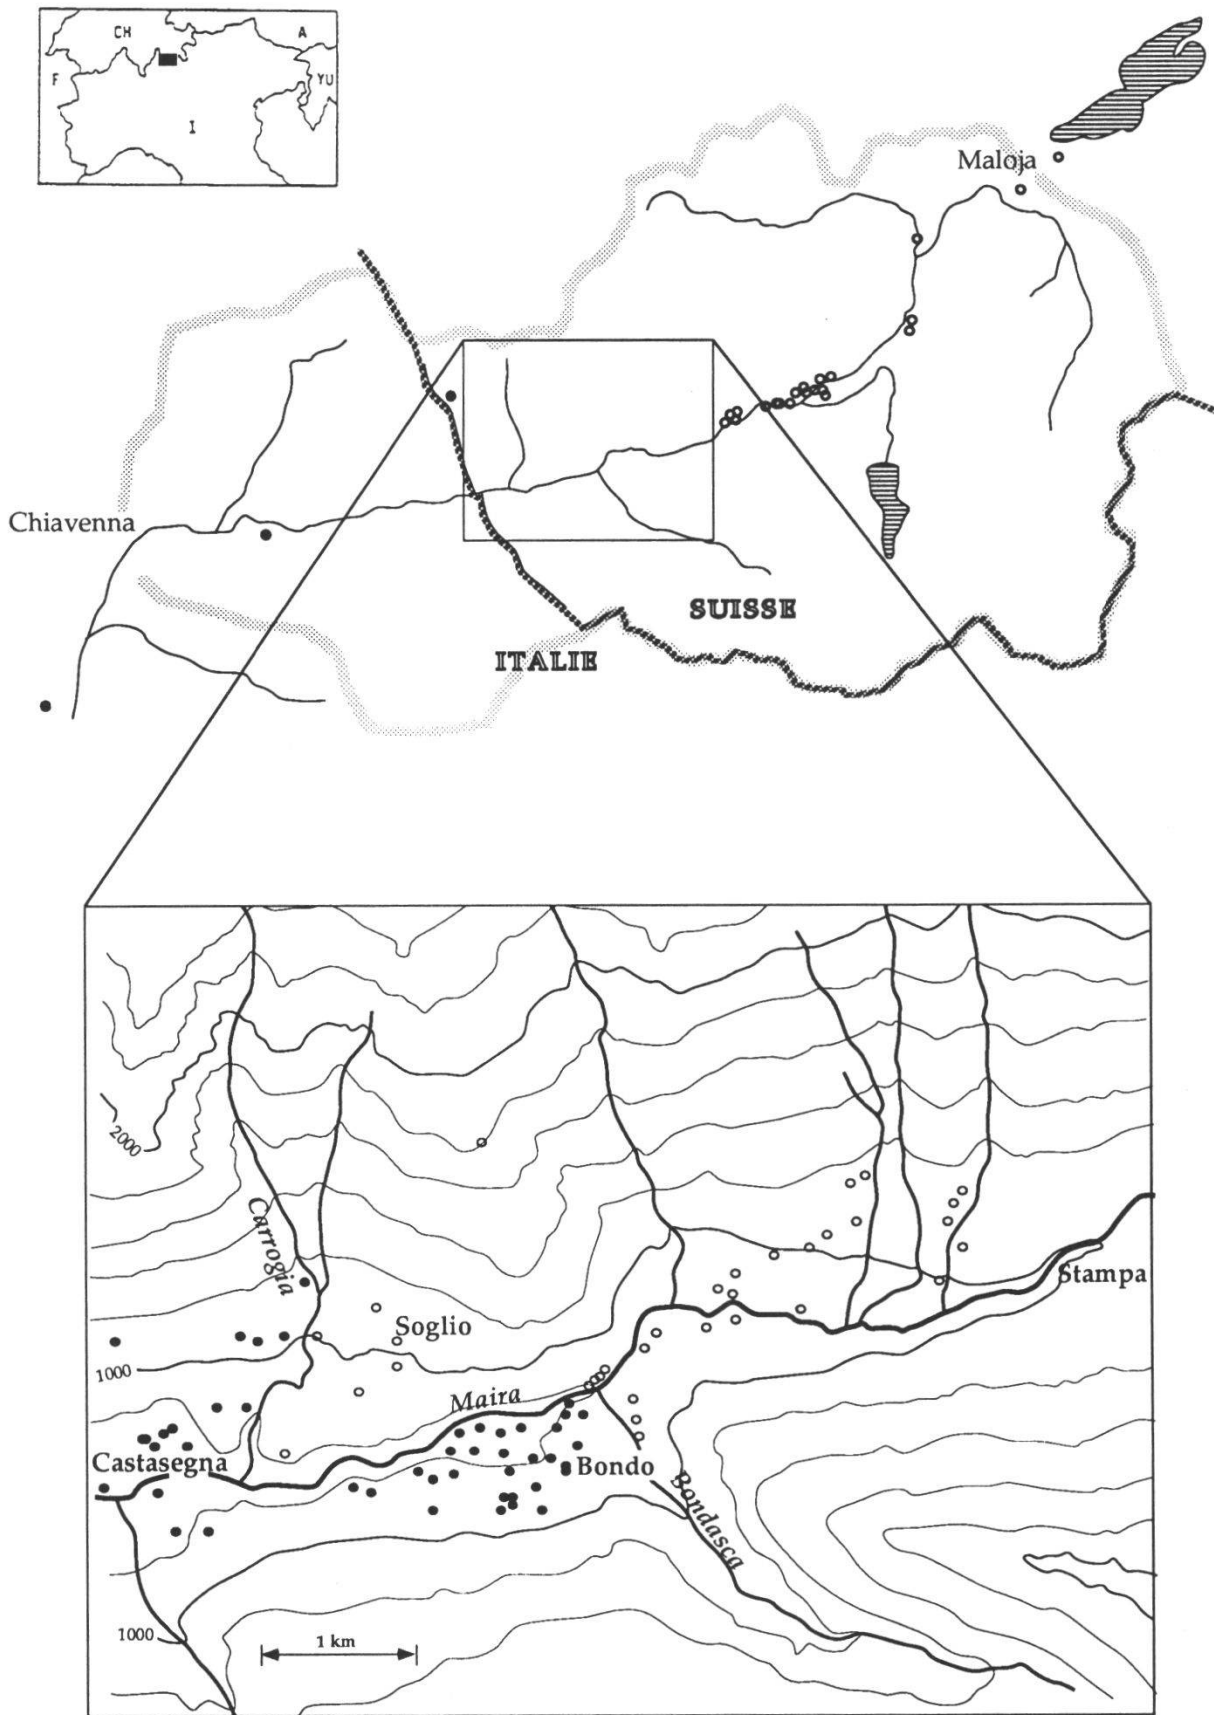 CH
A
F
YU
I
Maloja
Chiavenna
SUISSE
ITALIE
2000
Carrogia
Stampa
Soglio
1000
Maira
Castasegna
Bondo
Bondasca
1000
1 km